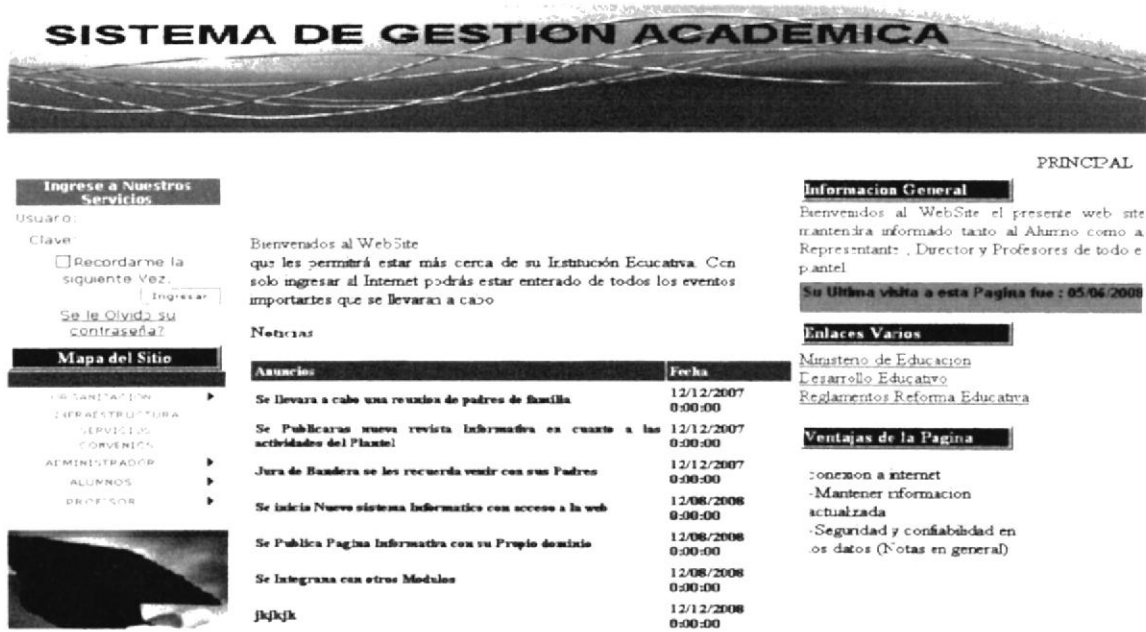 SISTEMA DE GESTION ACADEMICA
PRINCIPAL
Ingrese a Nuestros
Servicios
Usuario:
Clave:
Recordarme la
siguiente Vez.
Ingresar
Se le Olvido su
contraseña?
Mapa del Sitio
ORGANIZACION
INFRAESTRUCTURA
SERVICIOS
CONVENIOS
ADMINISTRADOR
ALUMNOS
PROFESOR
Bienvenidos al WebSite
que les permitirá estar más cerca de su Institución Educativa. Con
solo ingresar al Internet podrás estar enterado de todos los eventos
importantes que se llevaran a cabo
Noticias
Anuncios Fecha
Se llevara a cabo una reunion de padres de familia 12/12/2007
0:00:00
Se Publicaras nueva revista Informativa en cuanto a las 12/12/2007
actividades del Plantel 0:00:00
Jura de Bandera se les recuerda venir con sus Padres 12/12/2007
0:00:00
Se inicia Nuevo sistema Informatico con acceso a la web 12/08/2008
0:00:00
Se Publica Pagina Informativa con su Propio dominio 12/08/2008
0:00:00
Se Integrana con otros Modulos 12/08/2008
0:00:00
jkjkjk 12/12/2008
0:00:00
Informacion General
Bienvenidos al WebSite el presente web site
mantendra informado tanto al Alumno como a
Representante , Director y Profesores de todo e
plantel
Su Ultima visita a esta Pagina fue : 05/06/2008
Enlaces Varios
Ministerio de Educacion
Desarrollo Educativo
Reglamentos Reforma Educativa
Ventajas de la Pagina
conexion a internet
-Mantener informacion
actualizada
-Seguridad y confiabilidad en
los datos (Notas en general)